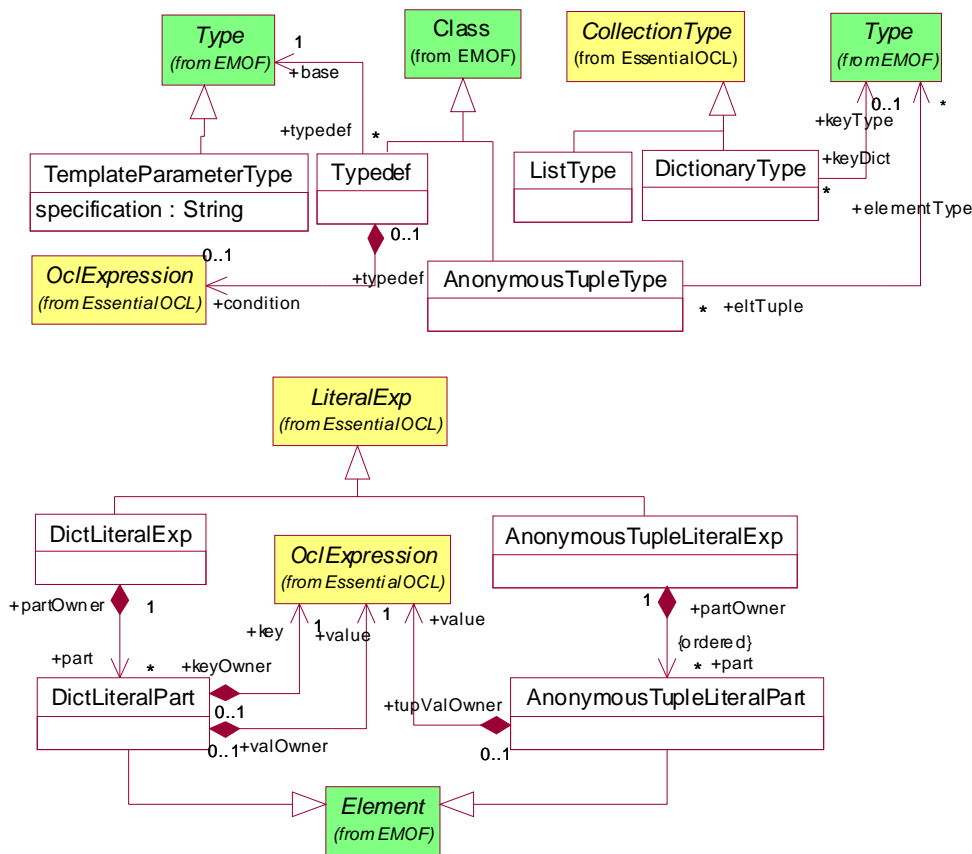 Type
(from EMOF)
1
+base
Class
(from EMOF)
CollectionType
(from EssentialOCL)
Type
(from EMOF)
0..1
*
+keyType
+typedef
*
TemplateParameterType
specification : String
Typedef
0..1
ListType
DictionaryType
+keyDict
*
+elementType
OclExpression
(from EssentialOCL)
0..1
+condition
+typedef
AnonymousTupleType
*
+eltTuple
LiteralExp
(from EssentialOCL)
DictLiteralExp
AnonymousTupleLiteralExp
OclExpression
(from EssentialOCL)
+partOwner
1
+key
1
+value
1
+value
1
+partOwner
{ordered}
+part
*
+keyOwner
*
+part
DictLiteralPart
0..1
+valOwner
0..1
+tupValOwner
AnonymousTupleLiteralPart
0..1
Element
(from EMOF)